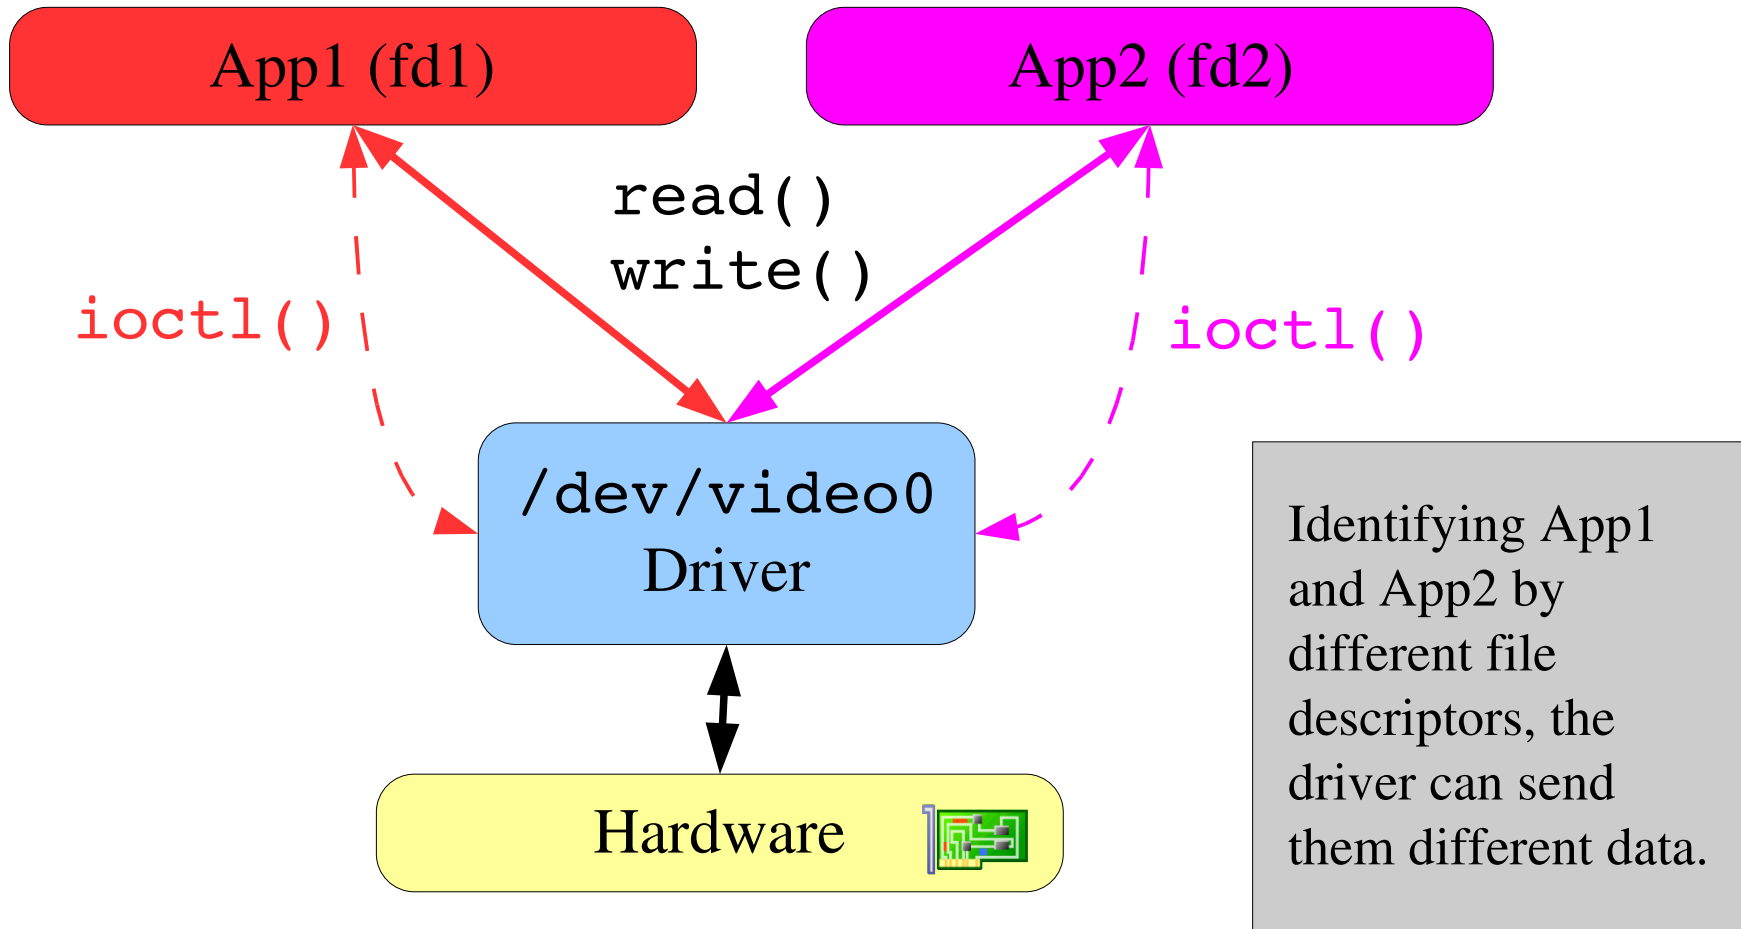 App1 (fd1)
App2 (fd2)
read()
write()
ioctl()
ioctl()
/dev/video0
Driver
Hardware
Identifying App1
and App2 by
different file
descriptors, the
driver can send
them different data.